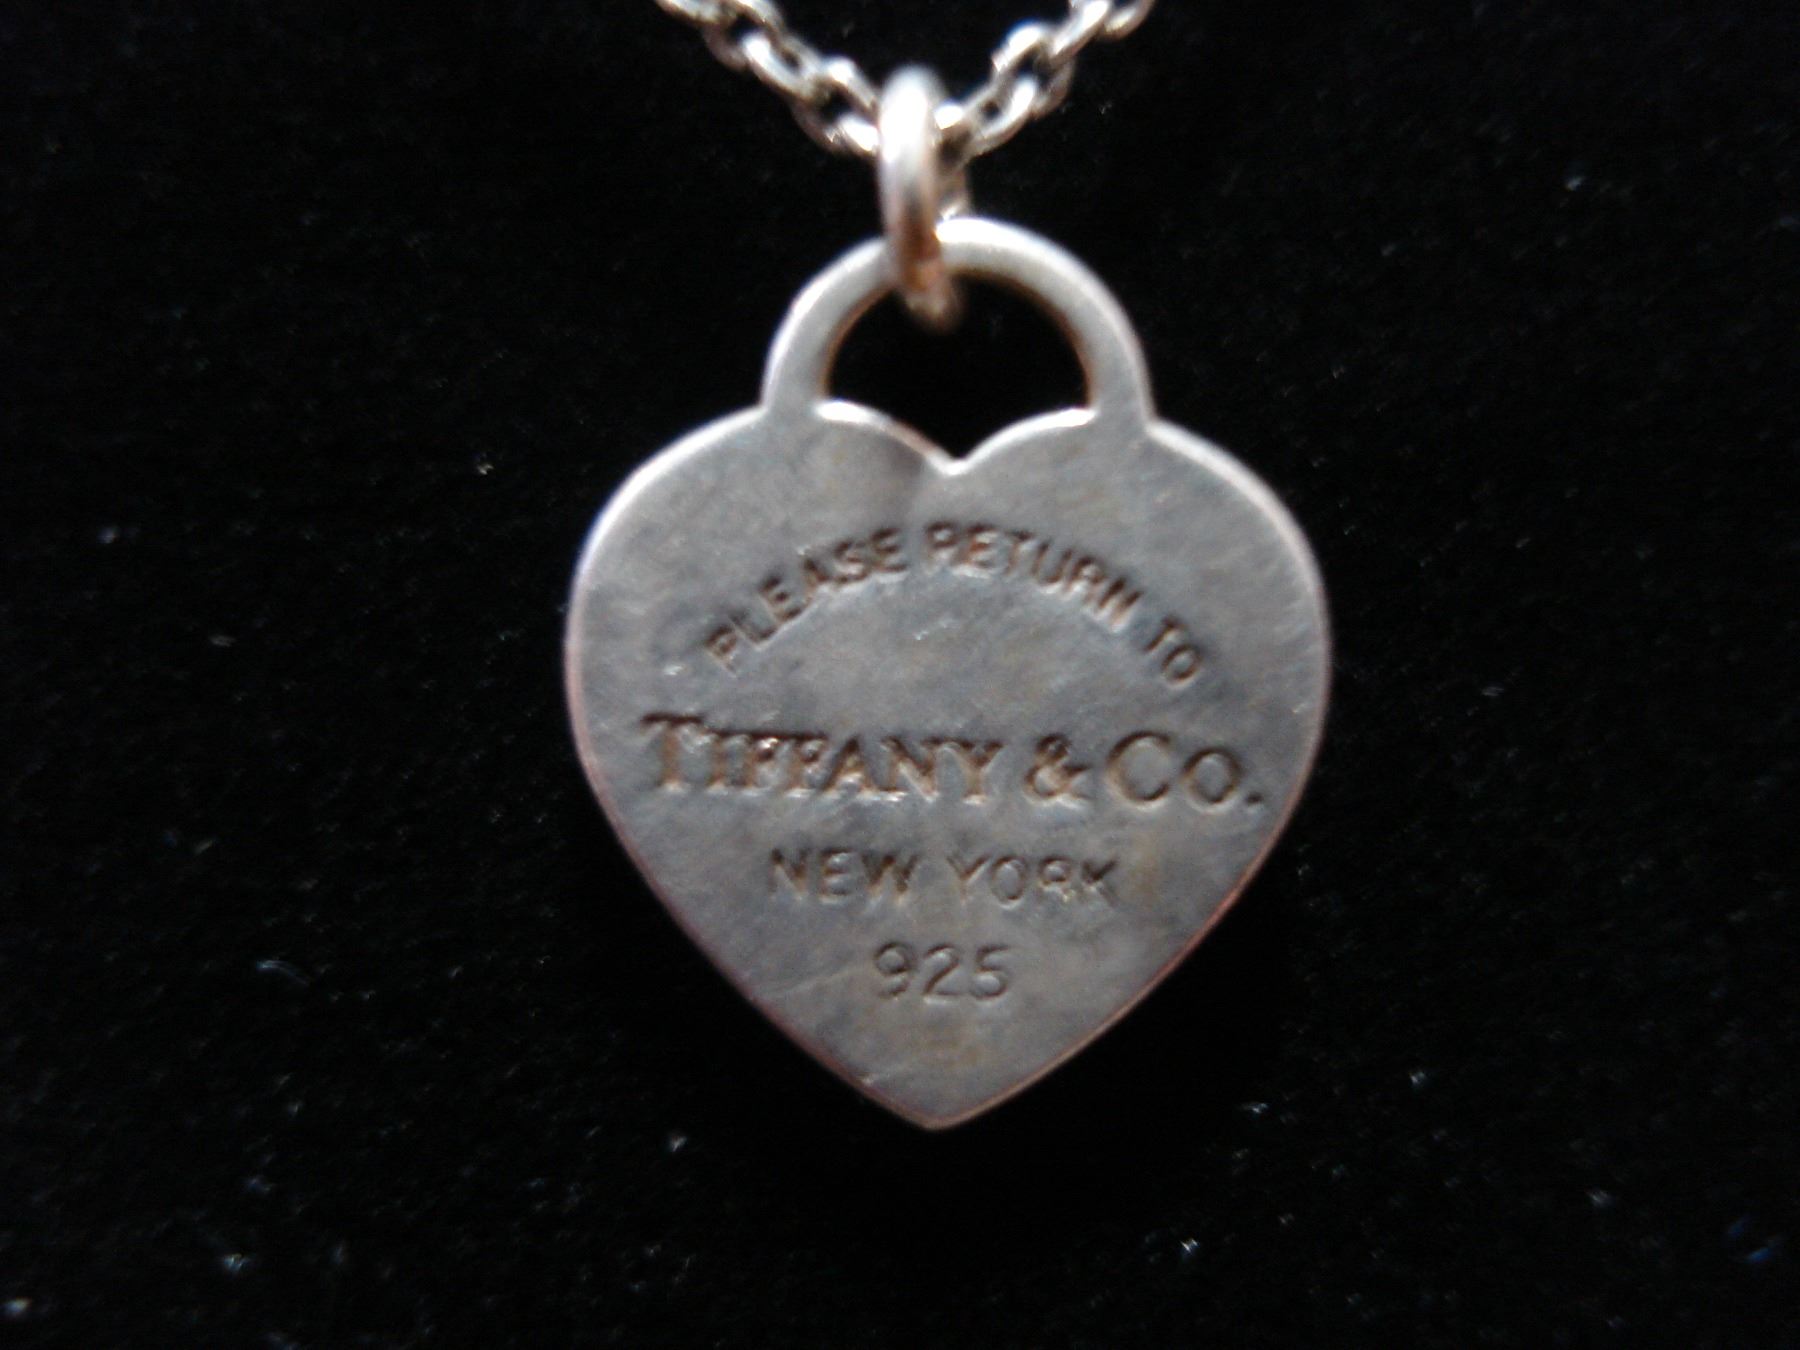 PLEASE RETURN TO
TIFFANY & CO.
NEW YORK
925